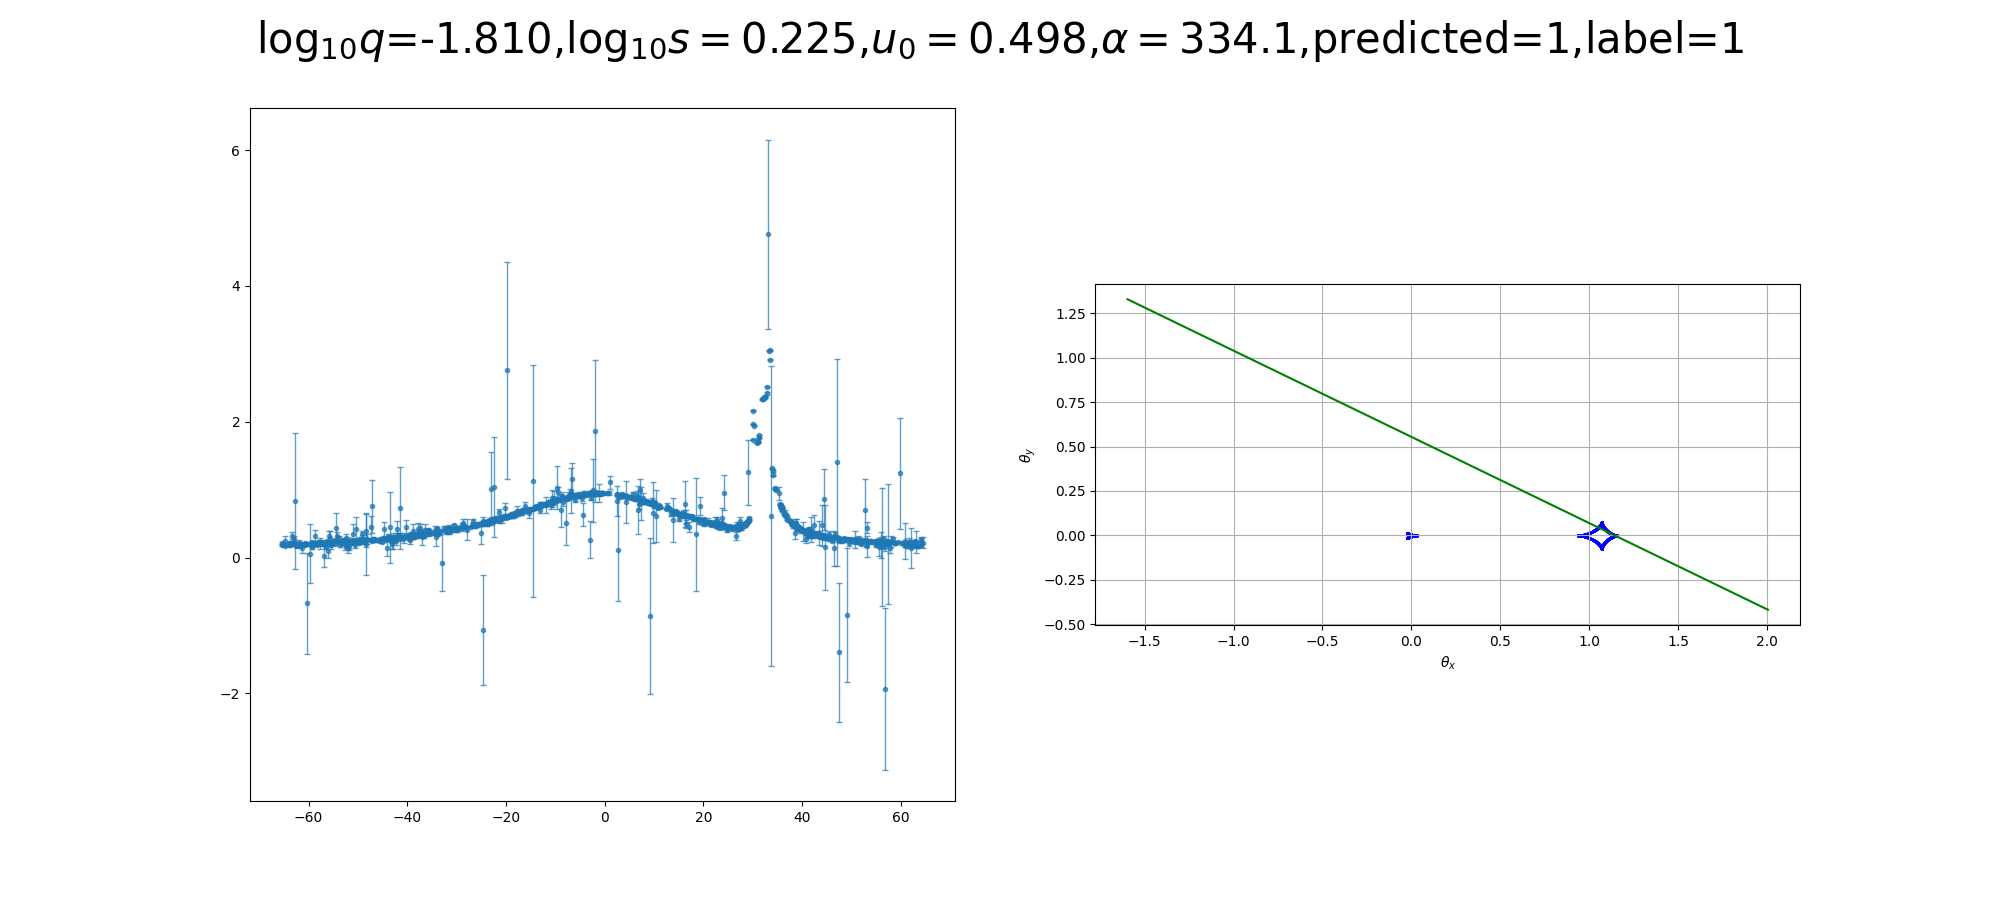 log₁₀q=-1.810,log₁₀s = 0.225,u₀ = 0.498,α = 334.1,predicted=1,label=1
6
4
2
0
−2
−60 −40 −20 0 20 40 60
θy
1.25
1.00
0.75
0.50
0.25
0.00
−0.25
−0.50
−1.5 −1.0 −0.5 0.0 0.5 1.0 1.5 2.0
θx